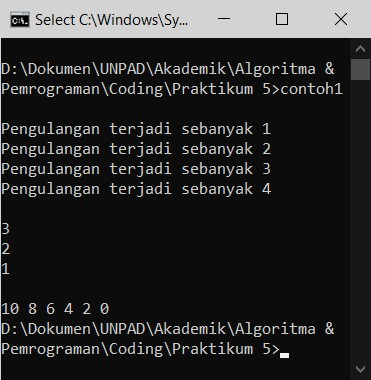 Select C:\Windows\Sy...
D:\Dokumen\UNPAD\Akademik\Algoritma &
Pemrograman\Coding\Praktikum 5>contoh1
Pengulangan terjadi sebanyak 1
Pengulangan terjadi sebanyak 2
Pengulangan terjadi sebanyak 3
Pengulangan terjadi sebanyak 4
3
2
1
10 8 6 4 2 0
D:\Dokumen\UNPAD\Akademik\Algoritma &
Pemrograman\Coding\Praktikum 5>